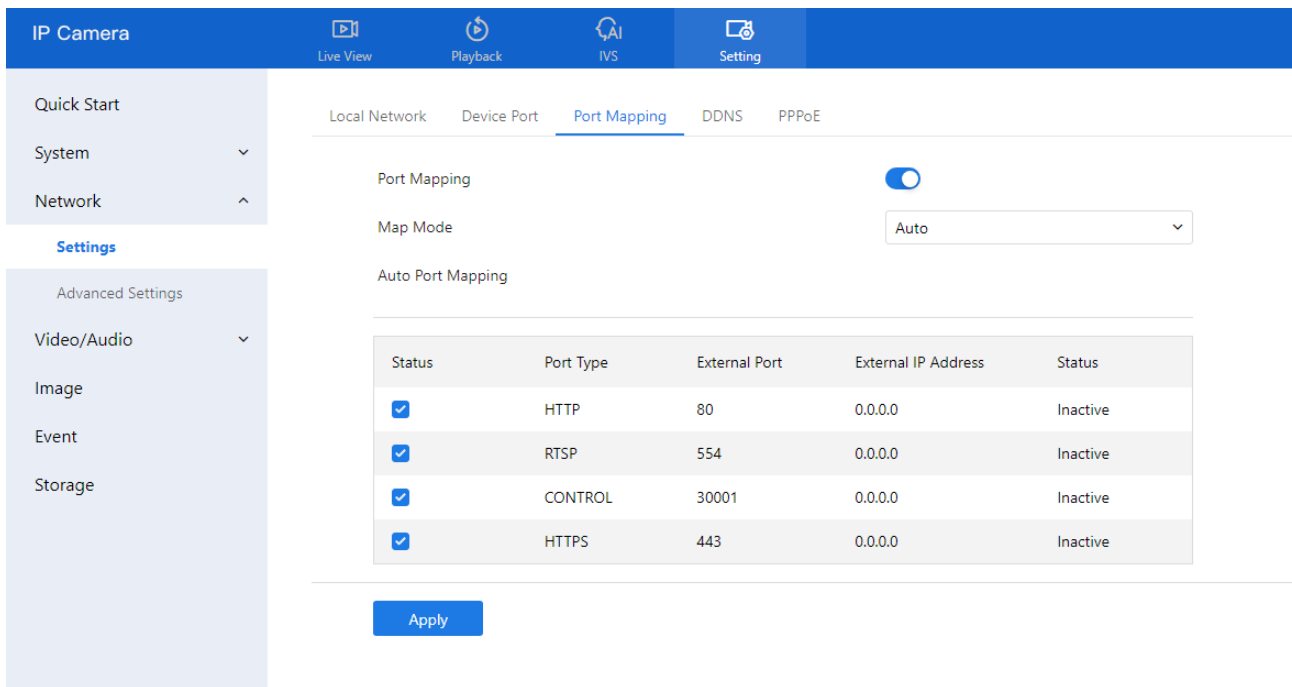 IP Camera
Live View
Playback
AI
IVS
Setting
Quick Start
System
Network
Settings
Advanced Settings
Video/Audio
Image
Event
Storage
Local Network Device Port Port Mapping DDNS PPPoE
Port Mapping
Map Mode Auto
Auto Port Mapping
Status Port Type External Port External IP Address Status
HTTP 80 0.0.0.0 Inactive
RTSP 554 0.0.0.0 Inactive
CONTROL 30001 0.0.0.0 Inactive
HTTPS 443 0.0.0.0 Inactive
Apply